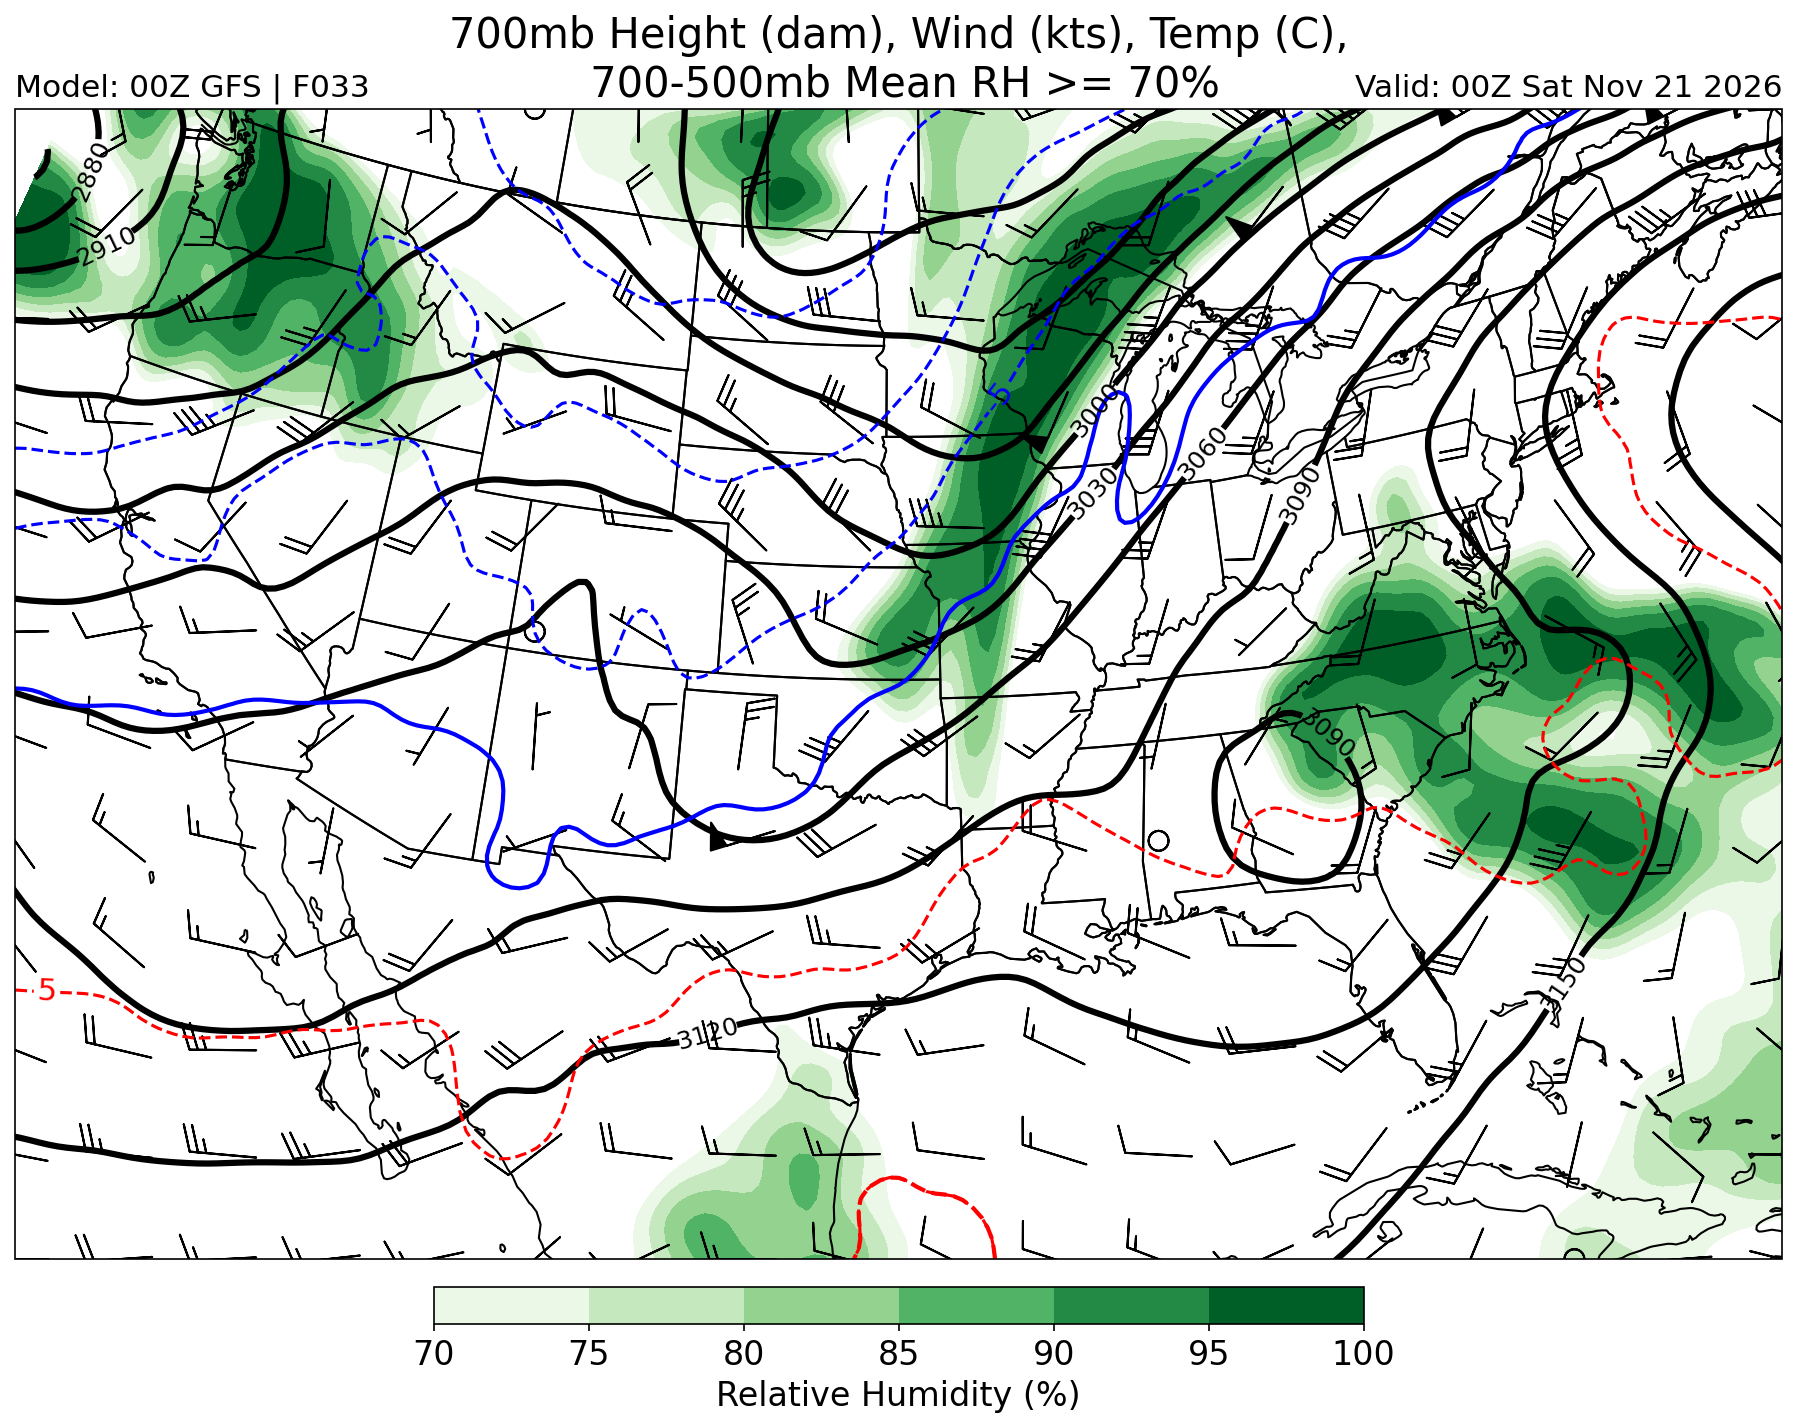 700mb Height (dam), Wind (kts), Temp (C),
700-500mb Mean RH >= 70%
Model: 00Z GFS | F033
Valid: 00Z Sat Nov 21 2026
2880
2910
-5
3000
3060
3030
3090
3090
5
3120
3150
70 75 80 85 90 95 100
Relative Humidity (%)